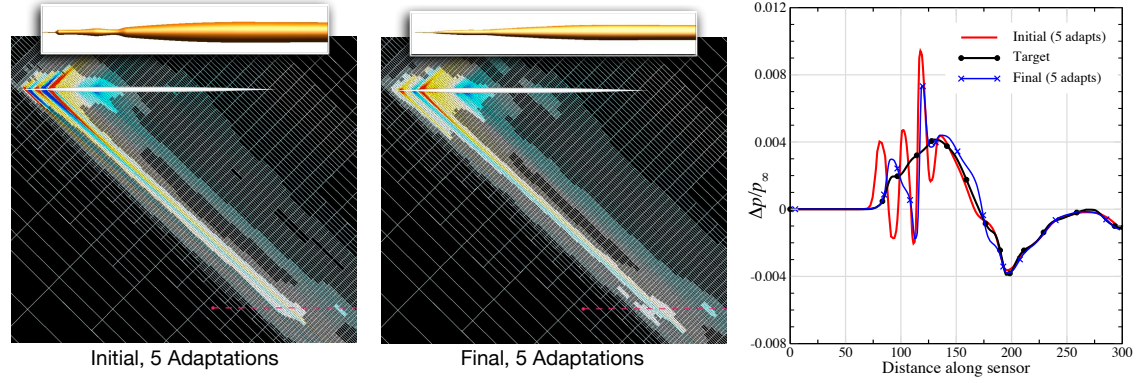 Initial, 5 Adaptations
Final, 5 Adaptations
0.012
0.008
0.004
0
-0.004
-0.008
Δp/p∞
Initial (5 adapts)
Target
Final (5 adapts)
0 50 100 150 200 250 300
Distance along sensor